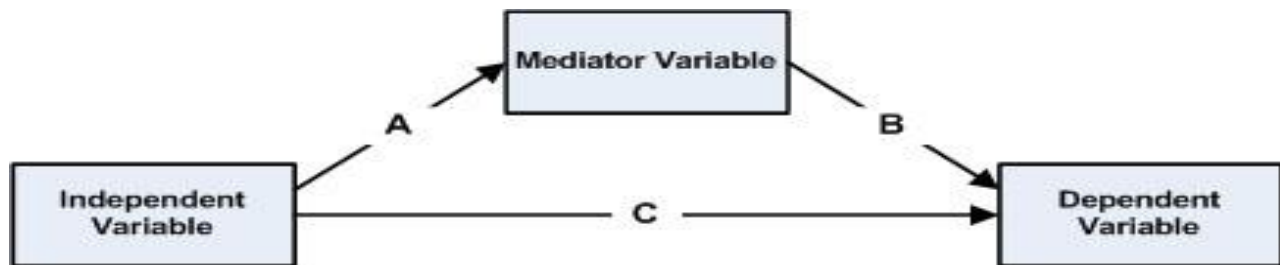 Mediator Variable
A
B
Independent
Variable
C
Dependent
Variable